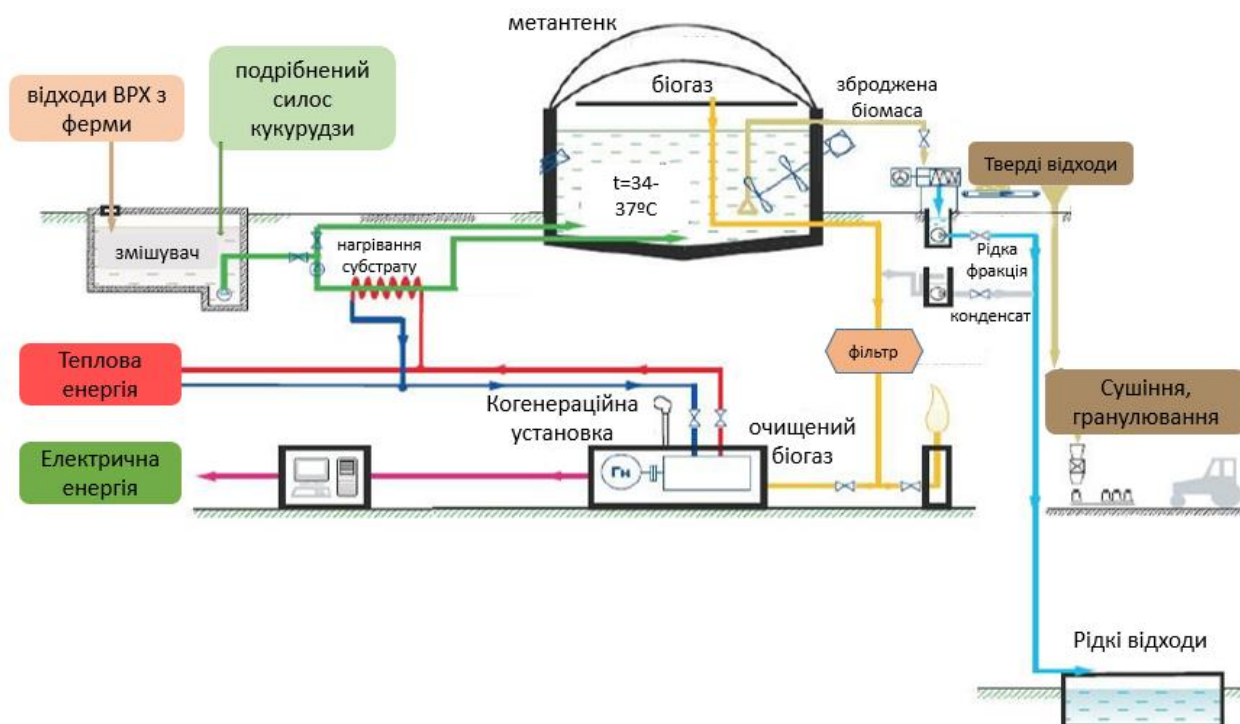 метантенк
відходи ВРХ з
ферми
подрібнений
силос
кукурудзи
біогаз
зброджена
біомаса
t=34-
37ºC
Тверді відходи
змішувач
нагрівання
субстрату
Рідка
фракція
конденсат
фільтр
Теплова
енергія
Сушіння,
гранулювання
Когенераційна
установка
очищений
біогаз
Електрична
енергія
Гн
Рідкі відходи